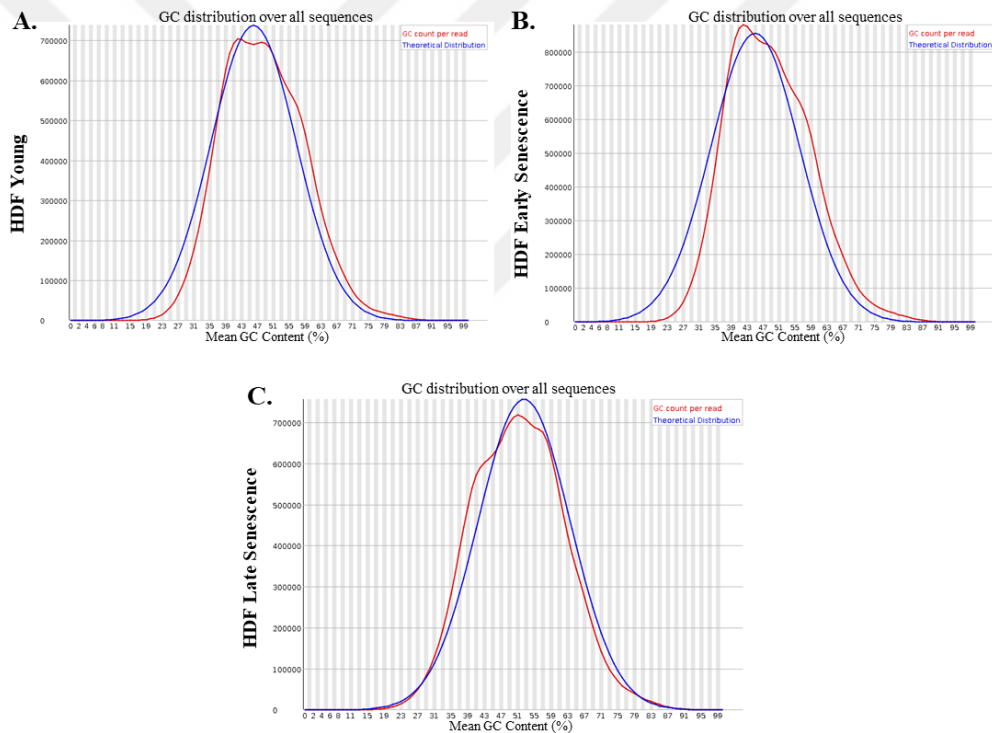 A.
GC distribution over all sequences
GC count per read
Theoretical Distribution
HDF Young
700000
600000
500000
400000
300000
200000
100000
0
0 2 4 6 8 11 15 19 23 27 31 35 39 43 47 51 55 59 63 67 71 75 79 83 87 91 95 99
Mean GC Content (%)
B.
GC distribution over all sequences
GC count per read
Theoretical Distribution
HDF Early Senescence
800000
700000
600000
500000
400000
300000
200000
100000
0
0 2 4 6 8 11 15 19 23 27 31 35 39 43 47 51 55 59 63 67 71 75 79 83 87 91 95 99
Mean GC Content (%)
C.
GC distribution over all sequences
GC count per read
Theoretical Distribution
HDF Late Senescence
700000
600000
500000
400000
300000
200000
100000
0
0 2 4 6 8 11 15 19 23 27 31 35 39 43 47 51 55 59 63 67 71 75 79 83 87 91 95 99
Mean GC Content (%)